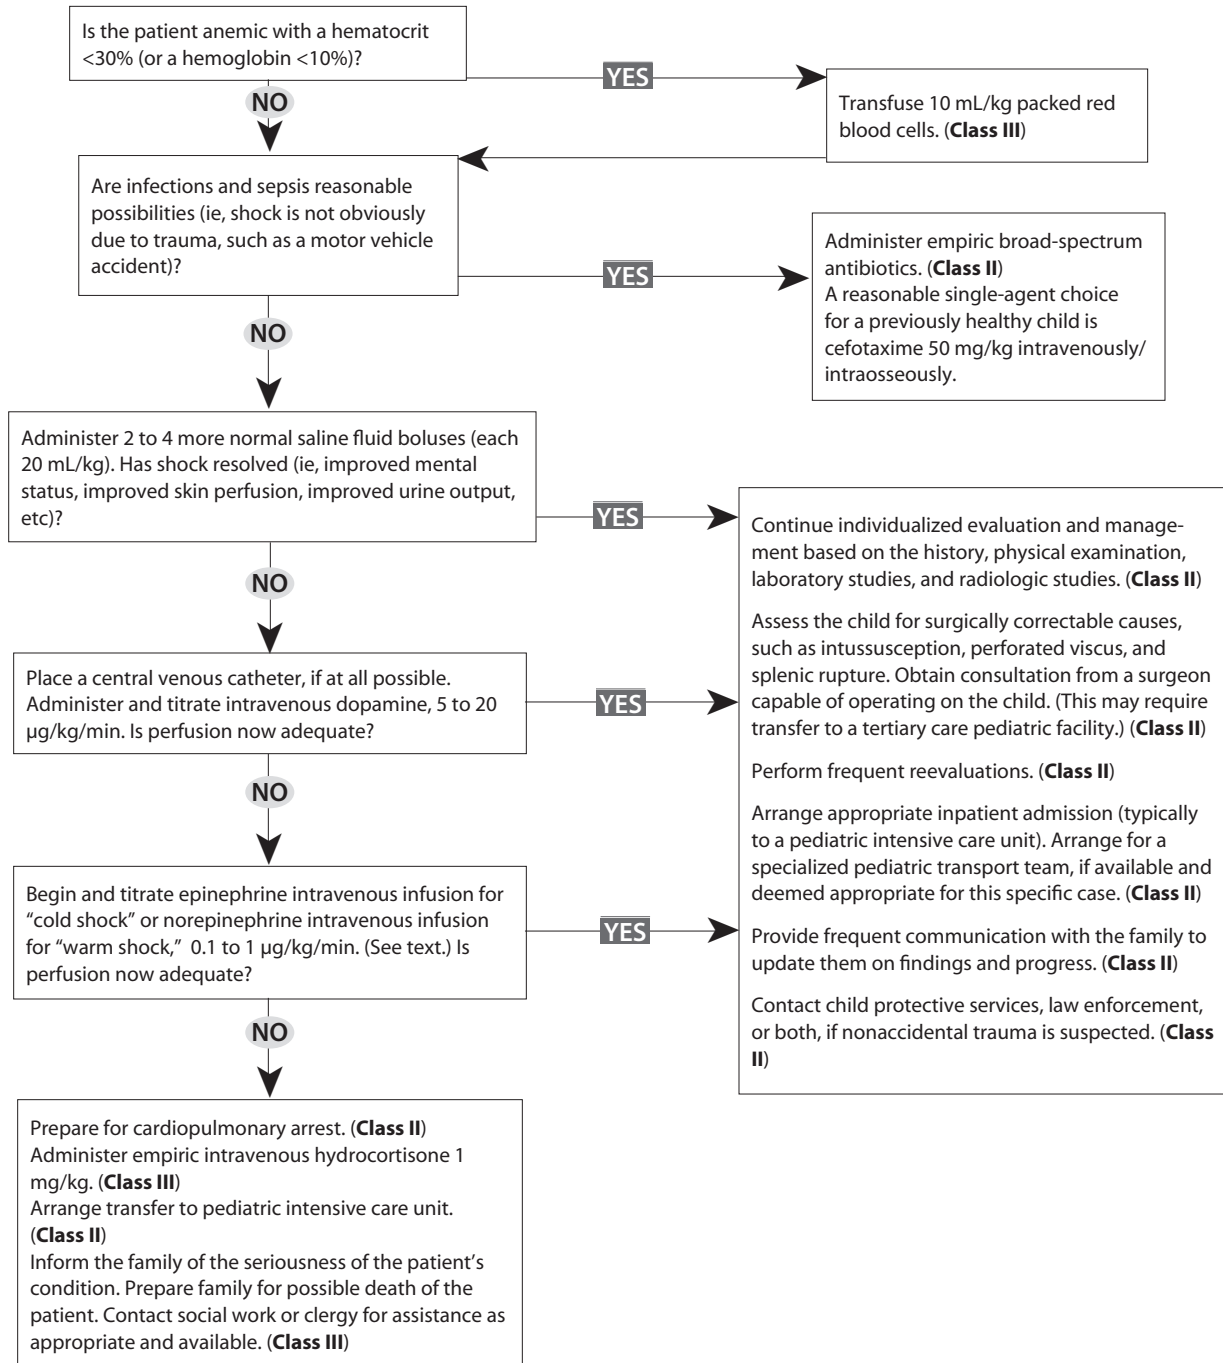 Is the patient anemic with a hematocrit
<30% (or a hemoglobin <10%)?
YES
NO
Transfuse 10 mL/kg packed red
blood cells. (Class III)
Are infections and sepsis reasonable
possibilities (ie, shock is not obviously
due to trauma, such as a motor vehicle
accident)?
YES
Administer empiric broad-spectrum
antibiotics. (Class II)
A reasonable single-agent choice
for a previously healthy child is
cefotaxime 50 mg/kg intravenously/
intraosseously.
NO
Administer 2 to 4 more normal saline fluid boluses (each
20 mL/kg). Has shock resolved (ie, improved mental
status, improved skin perfusion, improved urine output,
etc)?
YES
NO
Place a central venous catheter, if at all possible.
Administer and titrate intravenous dopamine, 5 to 20
µg/kg/min. Is perfusion now adequate?
YES
NO
Begin and titrate epinephrine intravenous infusion for
“cold shock” or norepinephrine intravenous infusion
for “warm shock,” 0.1 to 1 µg/kg/min. (See text.) Is
perfusion now adequate?
YES
NO
Continue individualized evaluation and manage-
ment based on the history, physical examination,
laboratory studies, and radiologic studies. (Class II)
Assess the child for surgically correctable causes,
such as intussusception, perforated viscus, and
splenic rupture. Obtain consultation from a surgeon
capable of operating on the child. (This may require
transfer to a tertiary care pediatric facility.) (Class II)
Perform frequent reevaluations. (Class II)
Arrange appropriate inpatient admission (typically
to a pediatric intensive care unit). Arrange for a
specialized pediatric transport team, if available and
deemed appropriate for this specific case. (Class II)
Provide frequent communication with the family to
update them on findings and progress. (Class II)
Contact child protective services, law enforcement,
or both, if nonaccidental trauma is suspected. (Class
II)
Prepare for cardiopulmonary arrest. (Class II)
Administer empiric intravenous hydrocortisone 1
mg/kg. (Class III)
Arrange transfer to pediatric intensive care unit.
(Class II)
Inform the family of the seriousness of the patient’s
condition. Prepare family for possible death of the
patient. Contact social work or clergy for assistance as
appropriate and available. (Class III)